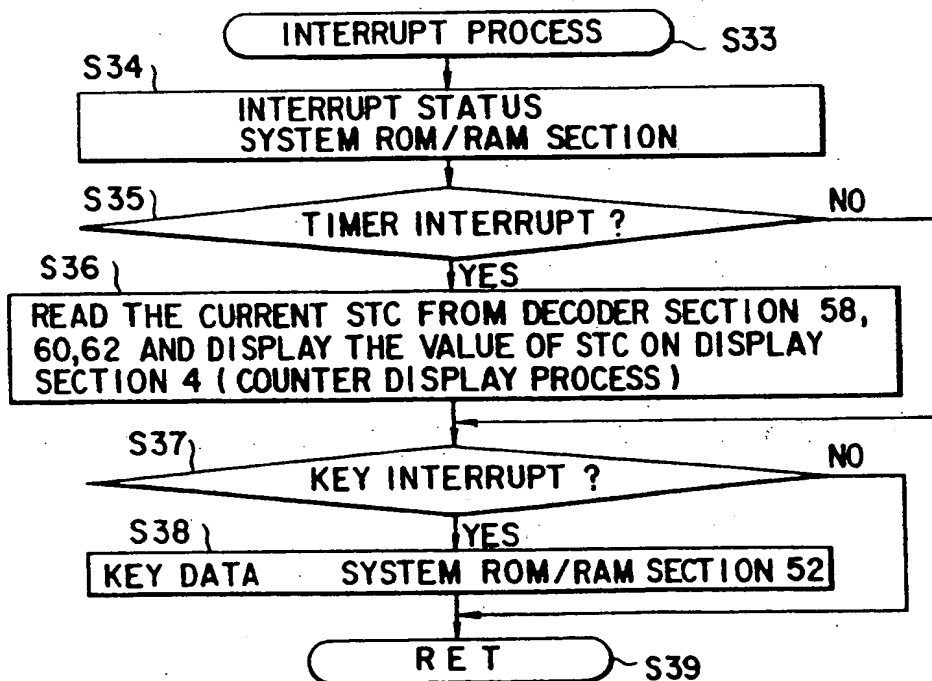 INTERRUPT PROCESS
S33
S34
INTERRUPT STATUS
SYSTEM ROM/RAM SECTION
S35
TIMER INTERRUPT ?
NO
S36
YES
READ THE CURRENT STC FROM DECODER SECTION 58,
60,62 AND DISPLAY THE VALUE OF STC ON DISPLAY
SECTION 4 (COUNTER DISPLAY PROCESS)
S37
KEY INTERRUPT ?
NO
S38
YES
KEY DATA SYSTEM ROM/RAM SECTION 52
RET
S39